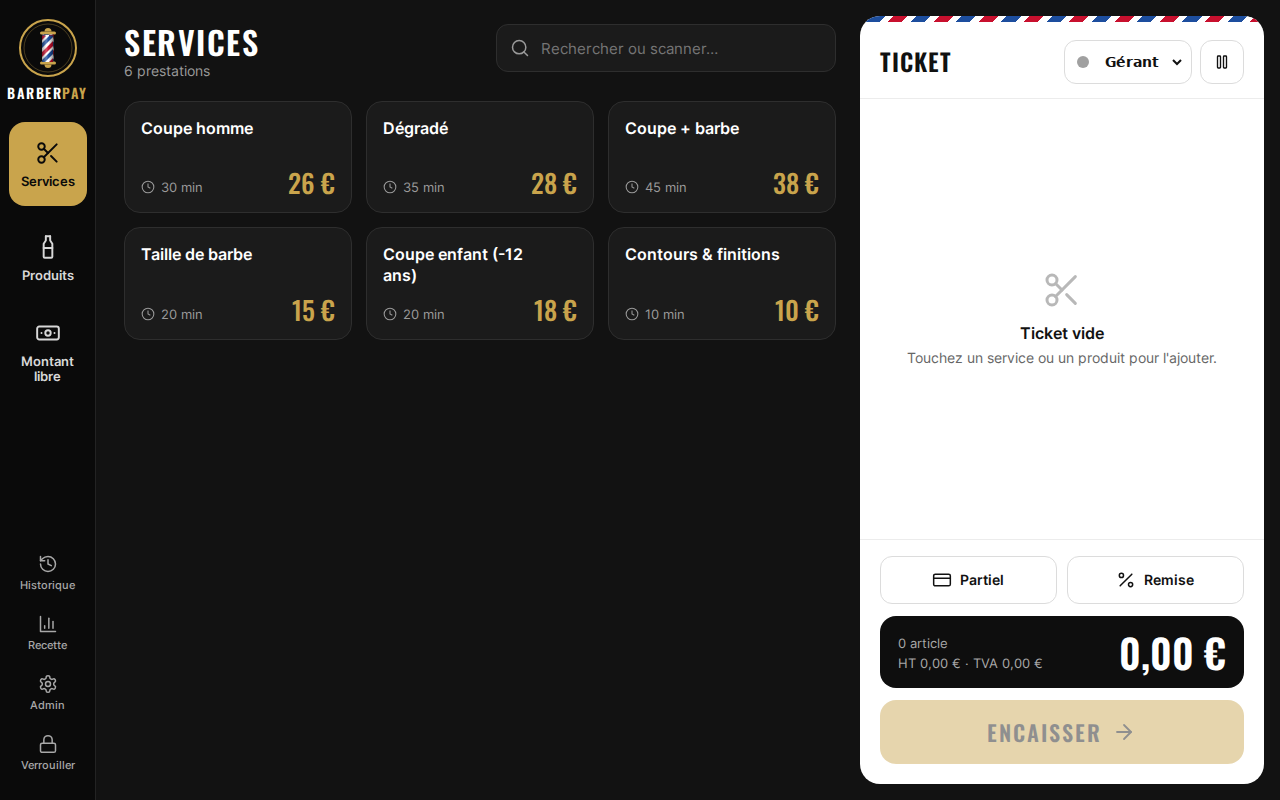 BARBERPAY
Services
Produits
Montant
libre
Historique
Recette
Admin
Verrouiller
SERVICES
6 prestations
Rechercher ou scanner...
Coupe homme
30 min
26 €
Dégradé
35 min
28 €
Coupe + barbe
45 min
38 €
Taille de barbe
20 min
15 €
Coupe enfant (-12
ans)
20 min
18 €
Contours & finitions
10 min
10 €
TICKET
Gérant
Ticket vide
Touchez un service ou un produit pour l'ajouter.
Partiel
Remise
0 article
HT 0,00 € · TVA 0,00 €
0,00 €
ENCAISSER